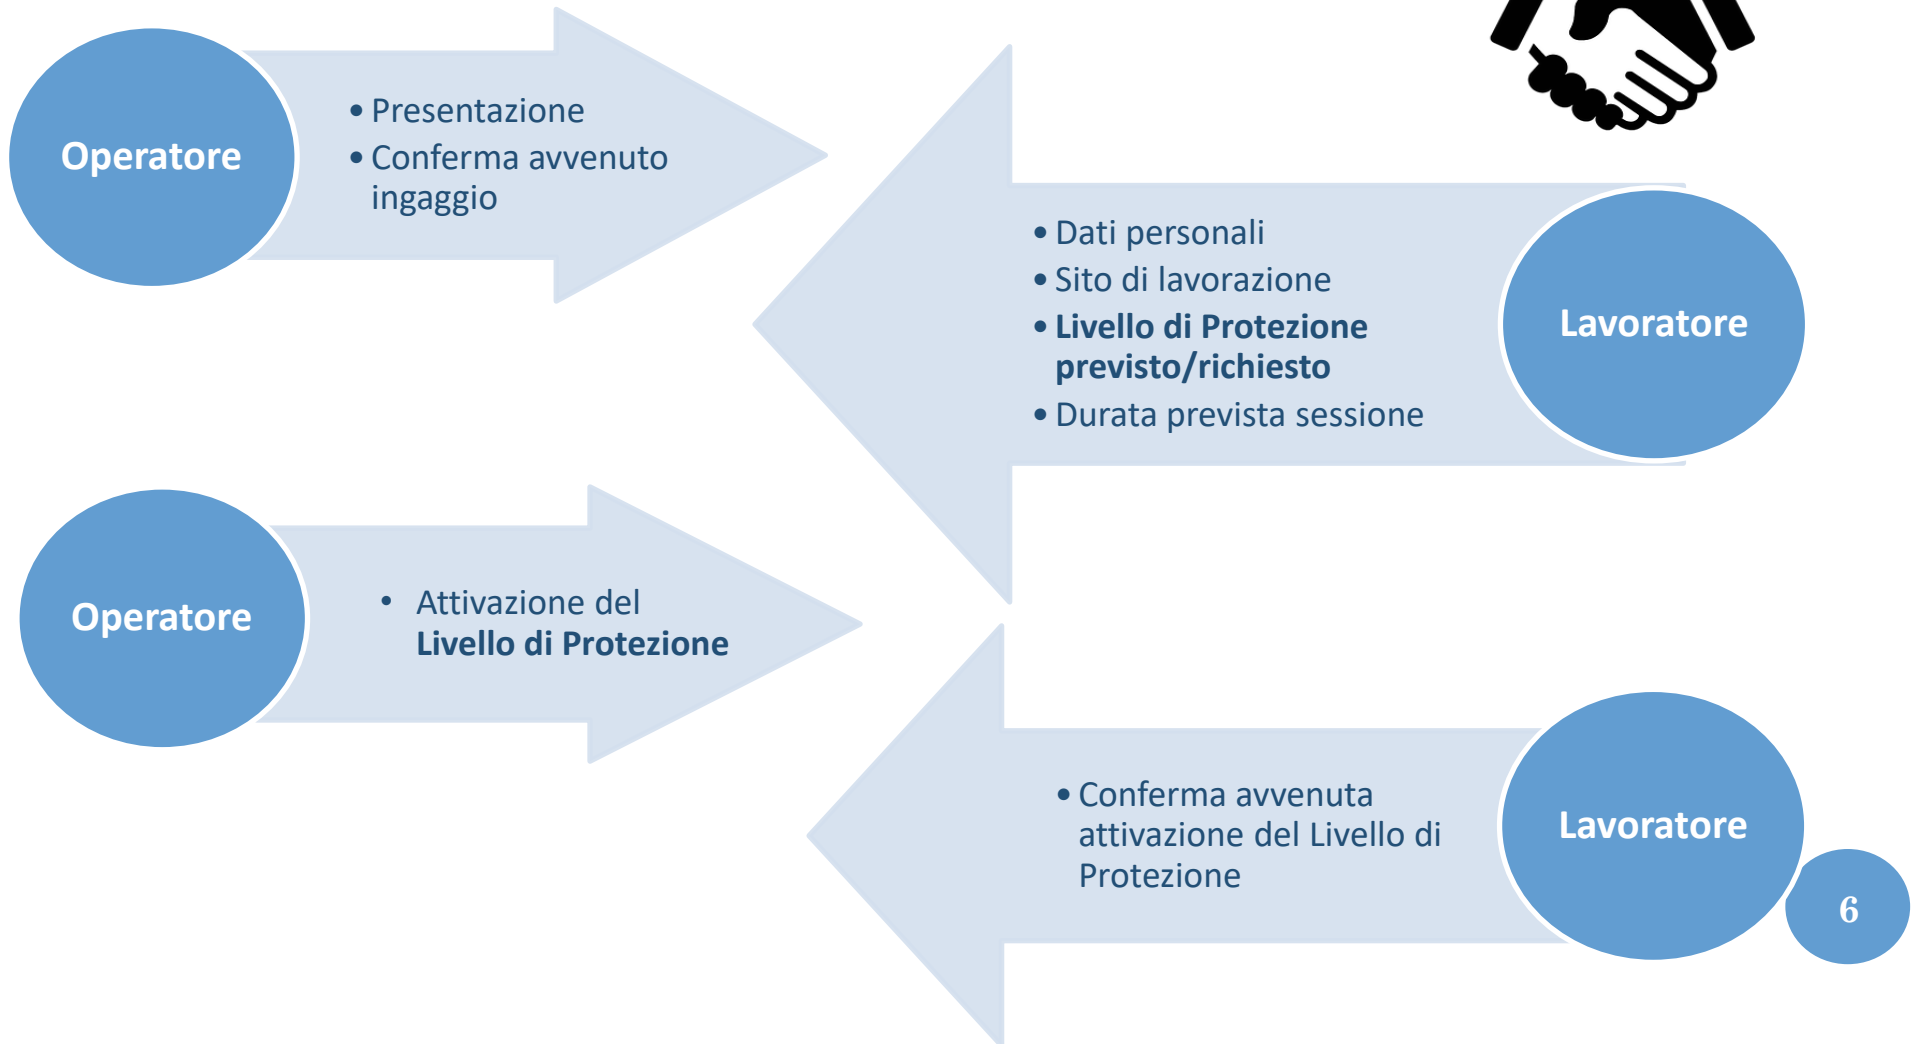 Operatore
• Presentazione
• Conferma avvenuto
ingaggio
• Dati personali
• Sito di lavorazione
• Livello di Protezione
previsto/richiesto
• Durata prevista sessione
Lavoratore
Operatore
• Attivazione del
Livello di Protezione
• Conferma avvenuta
attivazione del Livello di
Protezione
Lavoratore
6